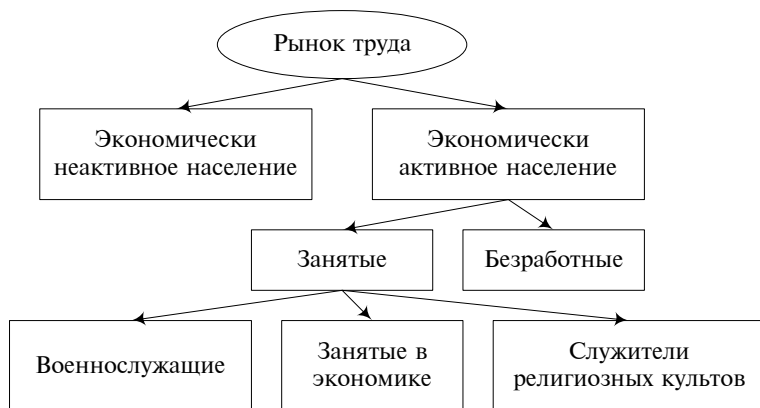 Рынок труда
Экономически
неактивное население
Экономически
активное население
Занятые
Безработные
Военнослужащие
Занятые в
экономике
Служители
религиозных культов